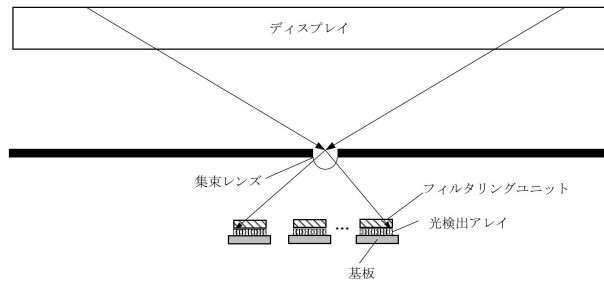 ディスプレイ
集束レンズ
フィルタリングユニット
…
光検出アレイ
基板